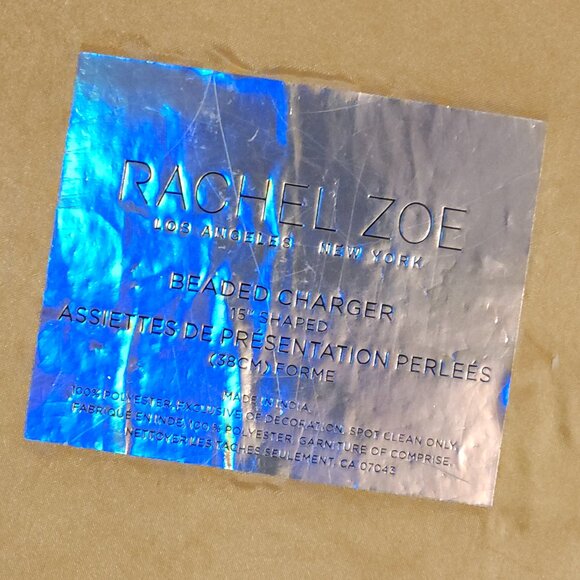 RACHEL ZOE
LOS ANGELES NEW YORK
BEADED CHARGER
15" SHAPED
ASSIETTES DE PRÉSENTATION PERLEÉS
(38CM) FORME
MADE IN INDIA.
100% POLYESTER, EXCLUSIVE OF DECORATION. SPOT CLEAN ONLY.
FABRIQUE EN INDE, 100% POLYESTER, GARNITURE OF COMPRISE.
NETTOYER LES TACHES SEULEMENT, CA 07043